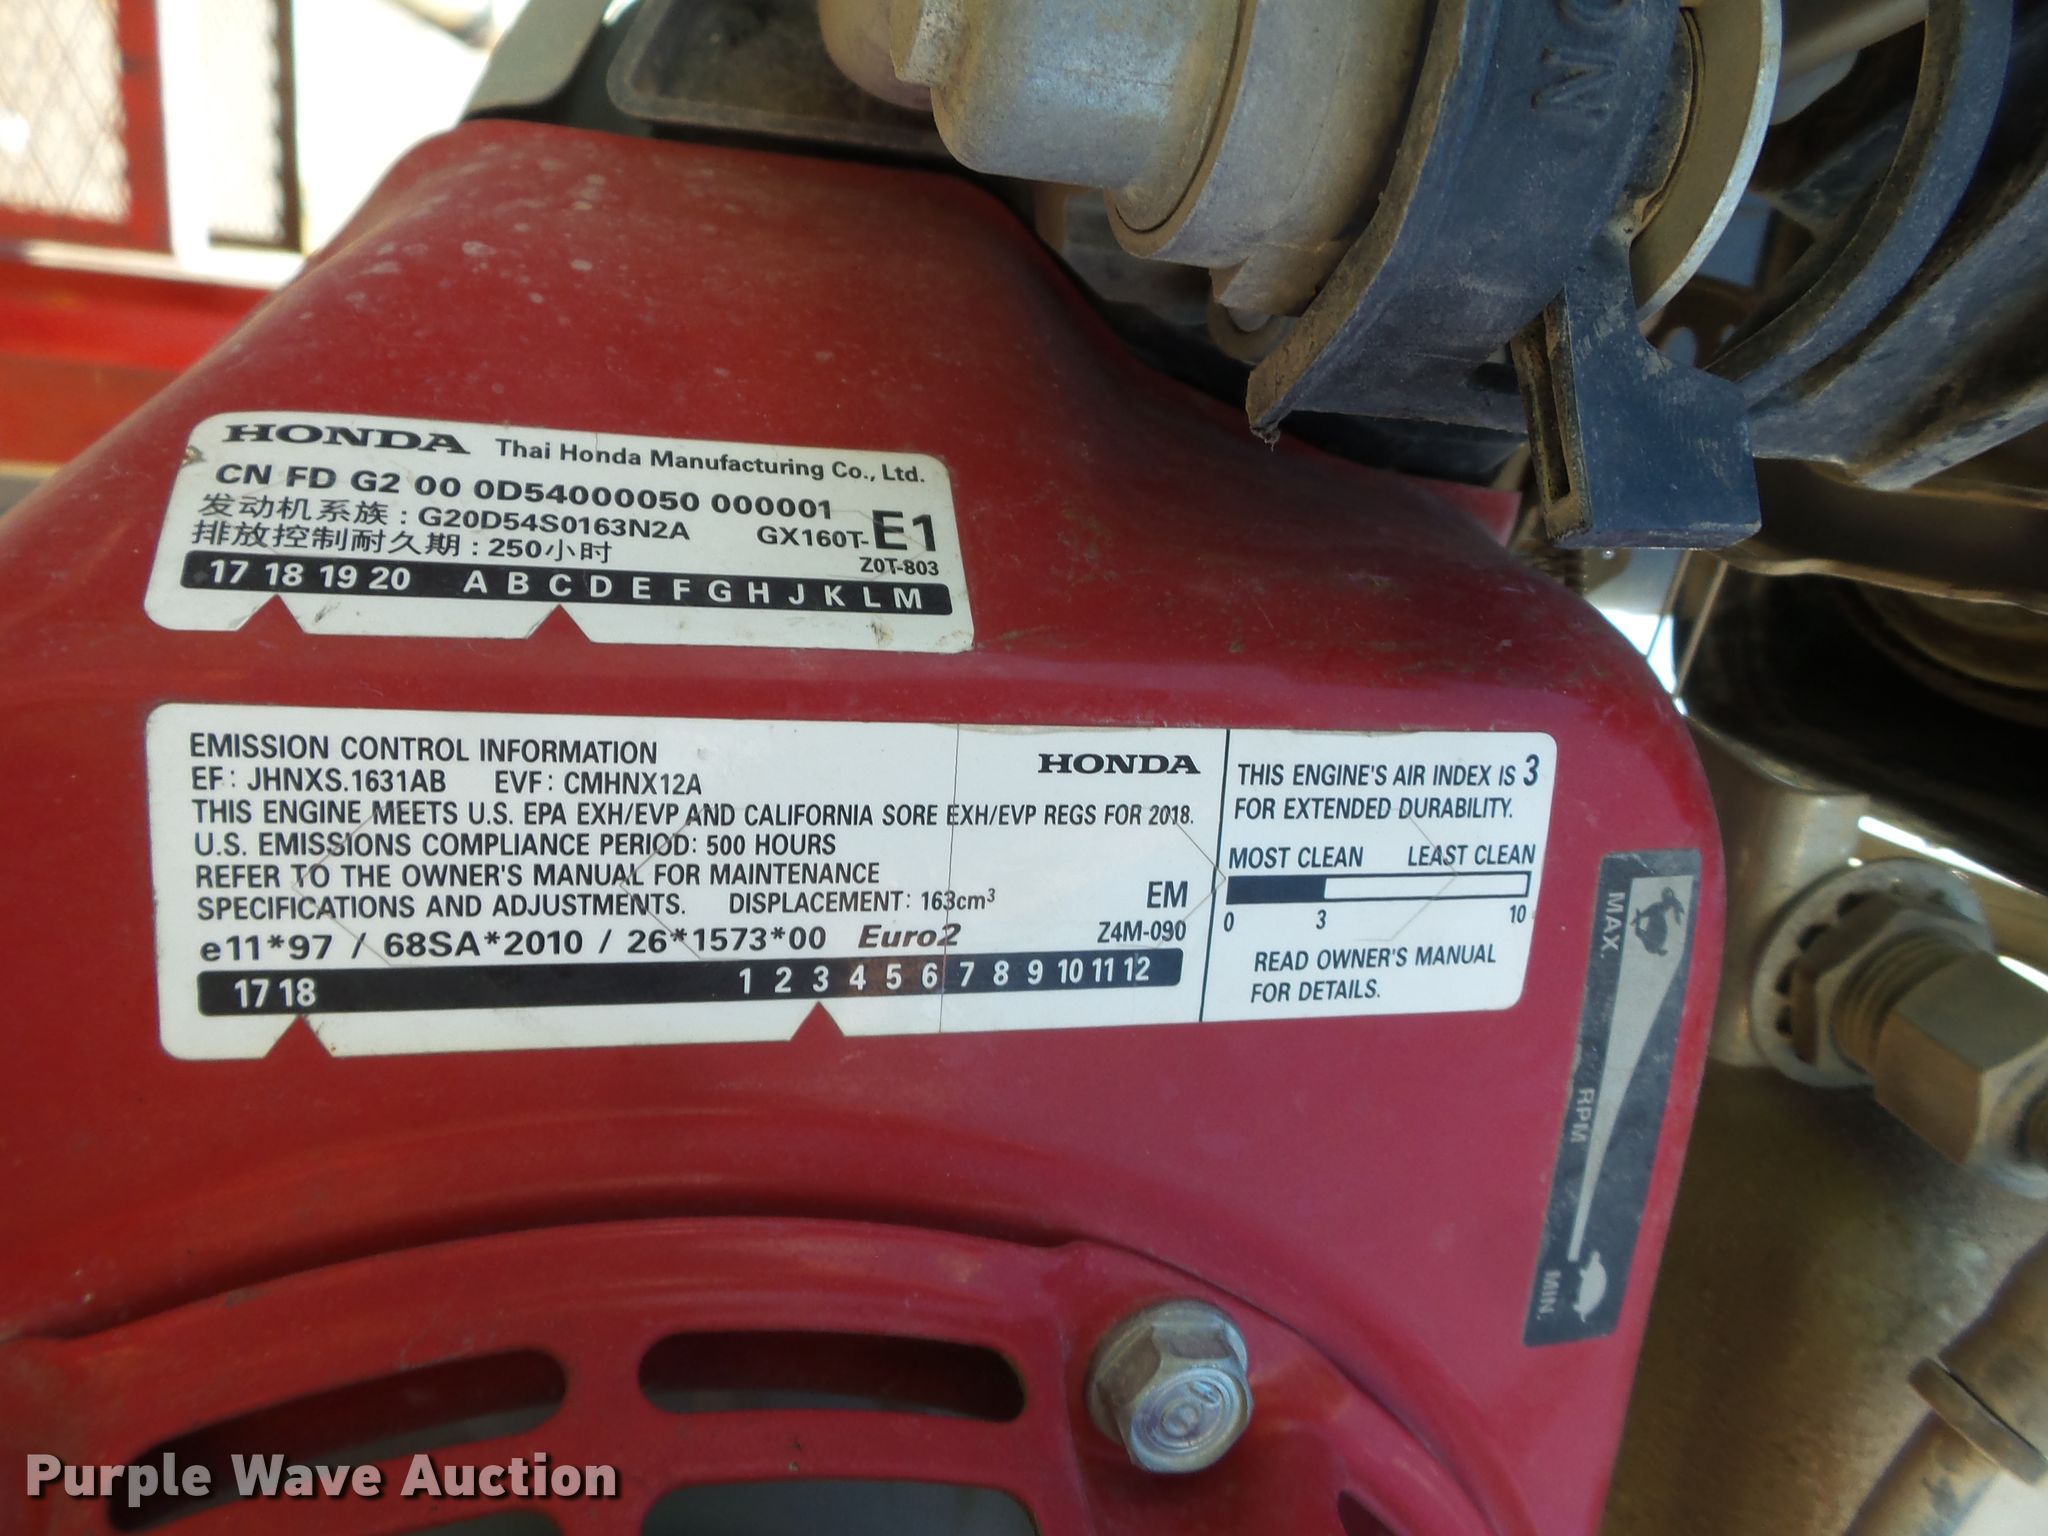 NO
HONDA Thai Honda Manufacturing Co., Ltd.
CN FD G2 00 0D54000050 000001
发动机系族 : G20D54S0163N2A GX160T-E1
排放控制耐久期 : 250小时 Z0T-803
17 18 19 20 A B C D E F G H J K L M
EMISSION CONTROL INFORMATION HONDA
EF : JHNXS.1631AB EVF : CMHNX12A
THIS ENGINE MEETS U.S. EPA EXH/EVP AND CALIFORNIA SORE EXH/EVP REGS FOR 2018.
U.S. EMISSIONS COMPLIANCE PERIOD: 500 HOURS
REFER TO THE OWNER'S MANUAL FOR MAINTENANCE
SPECIFICATIONS AND ADJUSTMENTS. DISPLACEMENT : 163cm³ EM
e11*97 / 68SA*2010 / 26*1573*00 Euro2 Z4M-090
17 18 1 2 3 4 5 6 7 8 9 10 11 12
THIS ENGINE'S AIR INDEX IS 3
FOR EXTENDED DURABILITY.
MOST CLEAN LEAST CLEAN
0 3 10
READ OWNER'S MANUAL
FOR DETAILS.
MAX.
RPM
MIN.
Purple Wave Auction